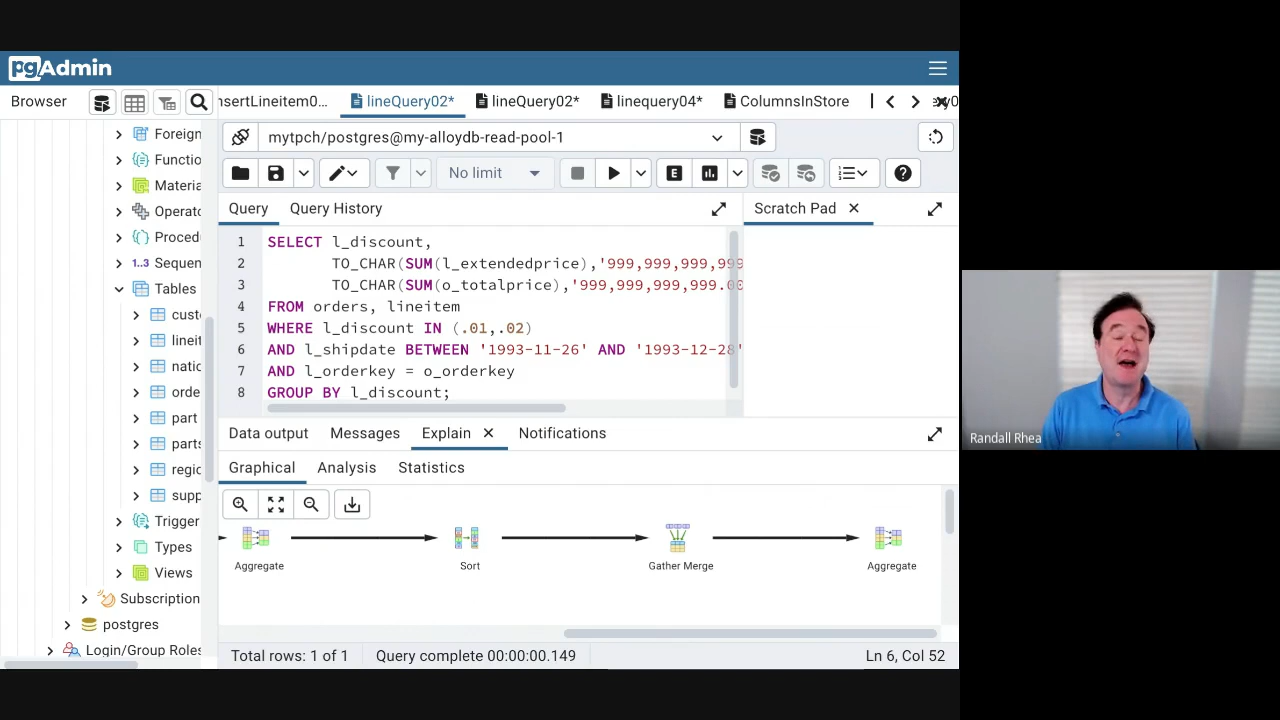 pgAdmin
Browser
nsertLineitem0...
lineQuery02*
lineQuery02*
linequery04*
ColumnsInStore
mytpch/postgres@my-alloydb-read-pool-1
No limit
E
Query
Query History
Scratch Pad
Foreign
Functio
Materia
Operato
Proced
1..3 Sequen
Tables
custo
lineit
natio
orde
part
parts
regio
supp
Trigger
Types
Views
Subscription
postgres
Login/Group Roles
1 SELECT l_discount,
2 TO_CHAR(SUM(l_extendedprice),'999,999,999,999
3 TO_CHAR(SUM(o_totalprice),'999,999,999,999.00
4 FROM orders, lineitem
5 WHERE l_discount IN (.01,.02)
6 AND l_shipdate BETWEEN '1993-11-26' AND '1993-12-28'
7 AND l_orderkey = o_orderkey
8 GROUP BY l_discount;
Data output
Messages
Explain
Notifications
Graphical
Analysis
Statistics
Aggregate
Sort
Gather Merge
Aggregate
Total rows: 1 of 1
Query complete 00:00:00.149
Ln 6, Col 52
Randall Rhea